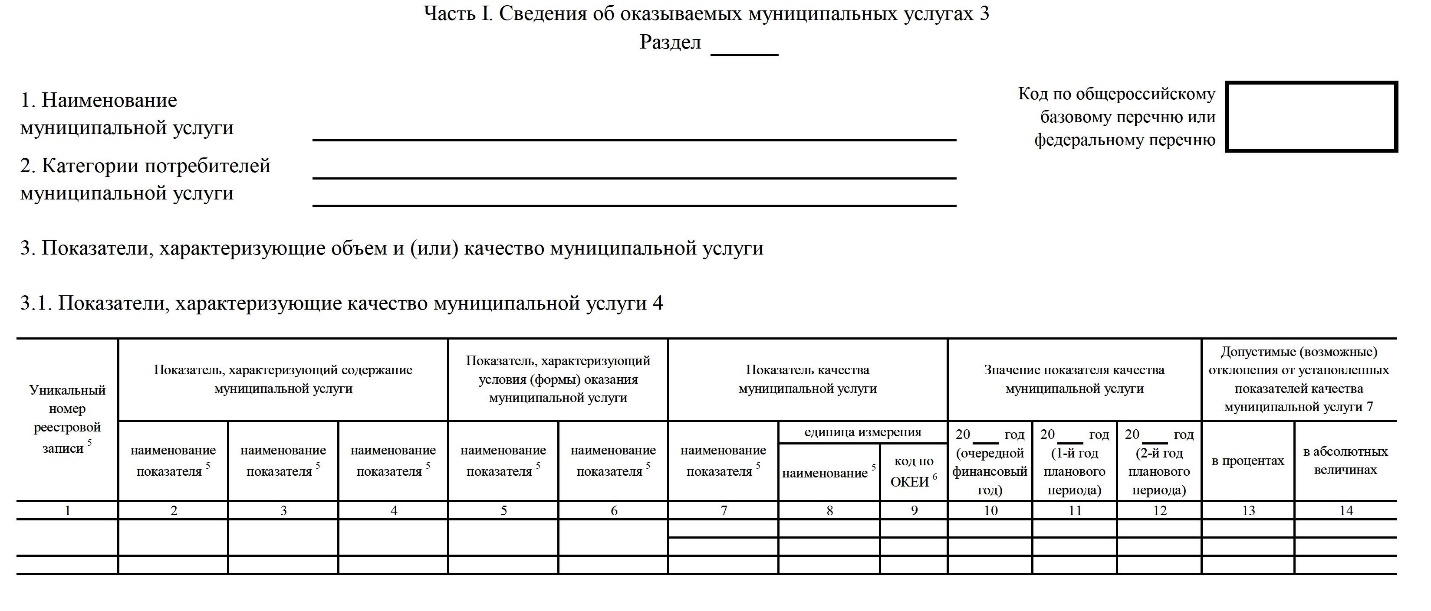 Часть I. Сведения об оказываемых муниципальных услугах 3
Раздел
1. Наименование
муниципальной услуги
Код по общероссийскому
базовому перечню или
федеральному перечню
2. Категории потребителей
муниципальной услуги
3. Показатели, характеризующие объем и (или) качество муниципальной услуги
3.1. Показатели, характеризующие качество муниципальной услуги 4
Уникальный
номер
реестровой
записи 5
Показатель, характеризующий содержание
муниципальной услуги
Показатель, характеризующий
условия (формы) оказания
муниципальной услуги
Показатель качества
муниципальной услуги
Значение показателя качества
муниципальной услуги
Допустимые (возможные)
отклонения от установленных
показателей качества
муниципальной услуги 7
наименование
показателя 5
наименование
показателя 5
наименование
показателя 5
наименование
показателя 5
наименование
показателя 5
наименование
показателя 5
единица измерения
наименование 5
код по
ОКЕИ 6
20 год
(очередной
финансовый
год)
20 год
(1-й год
планового
периода)
20 год
(2-й год
планового
периода)
в процентах
в абсолютных
величинах
1 2 3 4 5 6 7 8 9 10 11 12 13 14